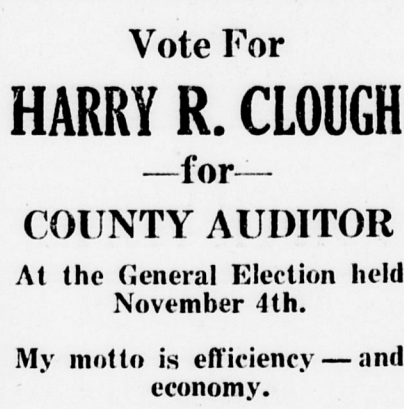 Vote For
HARRY R. CLOUGH
—for—
COUNTY AUDITOR
At the General Election held
November 4th.
My motto is efficiency — and
economy.